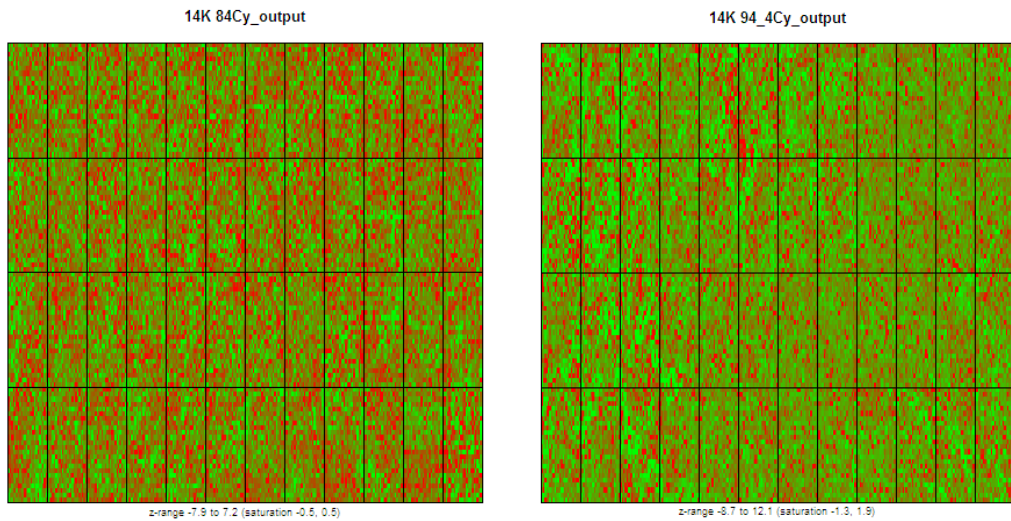 14K 84Cy_output
14K 94_4Cy_output
z-range -7.9 to 7.2 (saturation -0.5, 0.5)
z-range -8.7 to 12.1 (saturation -1.3, 1.9)